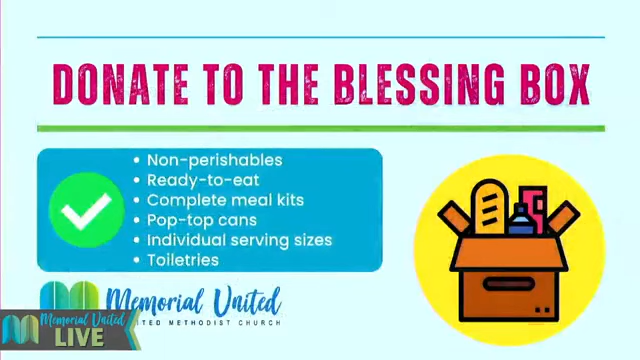 DONATE TO THE BLESSING BOX
• Non-perishables
• Ready-to-eat
• Complete meal kits
• Pop-top cans
• Individual serving sizes
• Toiletries
Memorial United
ITED METHODIST CHURCH
Memorial United
LIVE